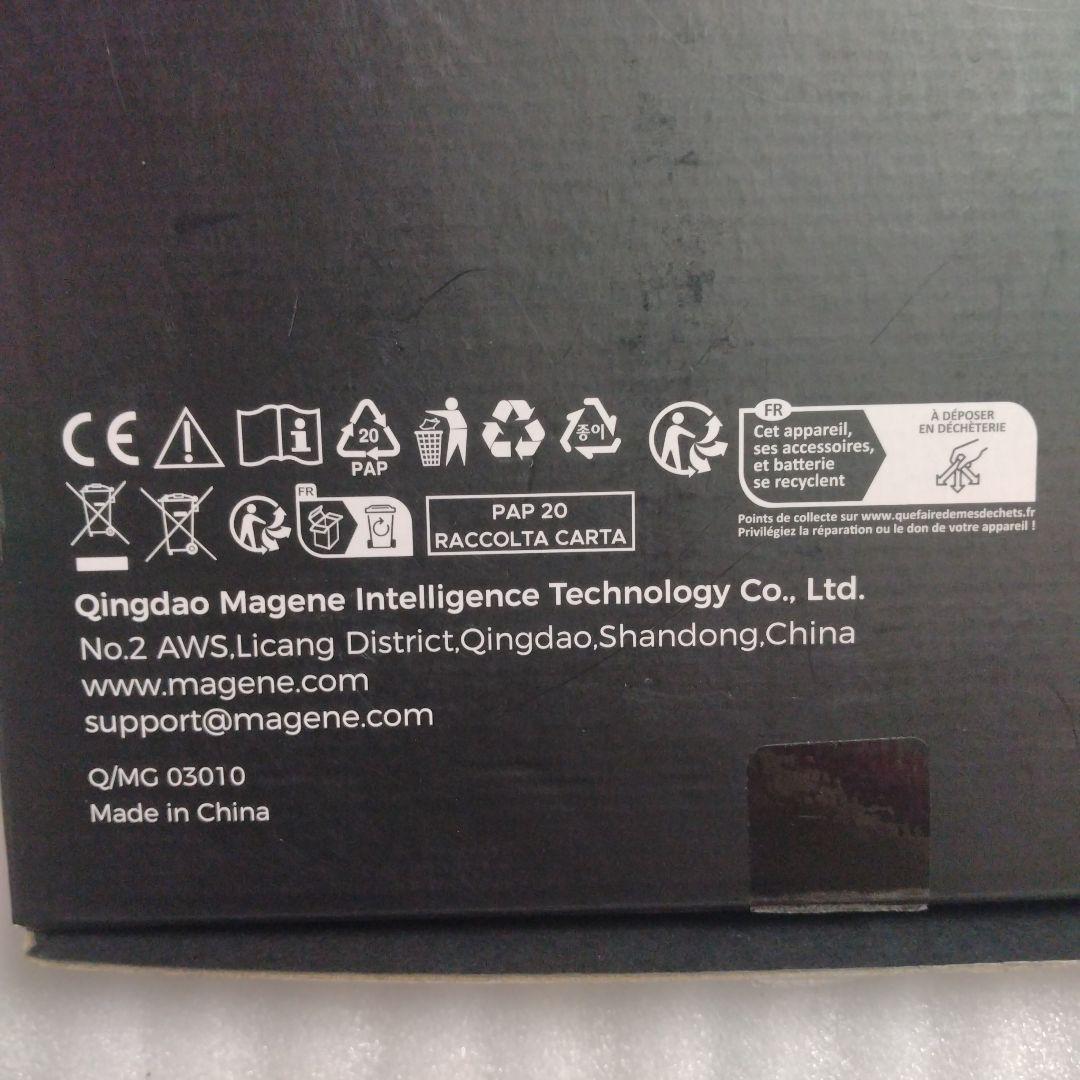 CE
20
PAP
종이
FR
Cet appareil,
ses accessoires,
et batterie
se recyclent
À DÉPOSER
EN DÉCHÈTERIE
Points de collecte sur www.quefairedemesdechets.fr
Privilégiez la réparation ou le don de votre appareil !
FR
PAP 20
RACCOLTA CARTA
Qingdao Magene Intelligence Technology Co., Ltd.
No.2 AWS,Licang District,Qingdao,Shandong,China
www.magene.com
support@magene.com
Q/MG 03010
Made in China